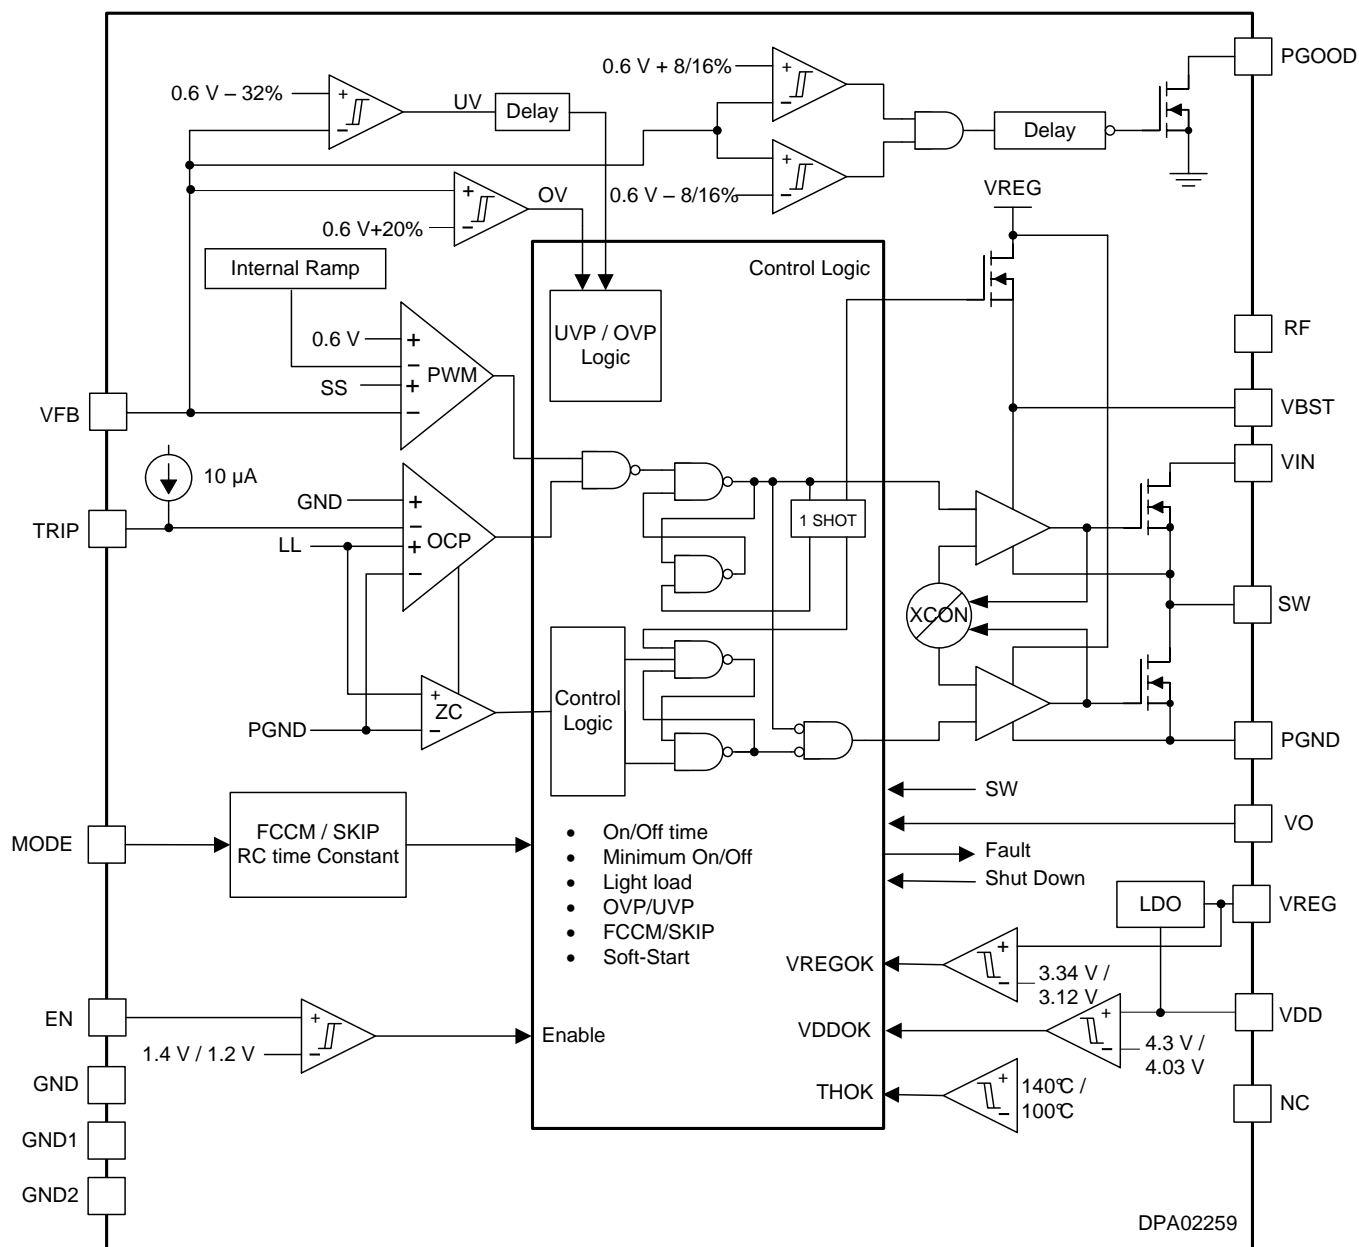 PGOOD
0.6 V + 8/16%
0.6 V – 32%
UV
Delay
Delay
0.6 V – 8/16%
VREG
OV
0.6 V+20%
Internal Ramp
Control Logic
UVP / OVP
Logic
RF
0.6 V
PWM
SS
VFB
VBST
VIN
10 µA
GND
TRIP
OCP
LL
1 SHOT
XCON
SW
ZC
Control
Logic
PGND
PGND
SW
VO
MODE
FCCM / SKIP
RC time Constant
• On/Off time
• Minimum On/Off
• Light load
• OVP/UVP
• FCCM/SKIP
• Soft-Start
Fault
Shut Down
LDO
VREG
VREGOK
3.34 V /
3.12 V
EN
1.4 V / 1.2 V
Enable
VDDOK
VDD
4.3 V /
4.03 V
GND
THOK
140°C /
100°C
NC
GND1
GND2
DPA02259